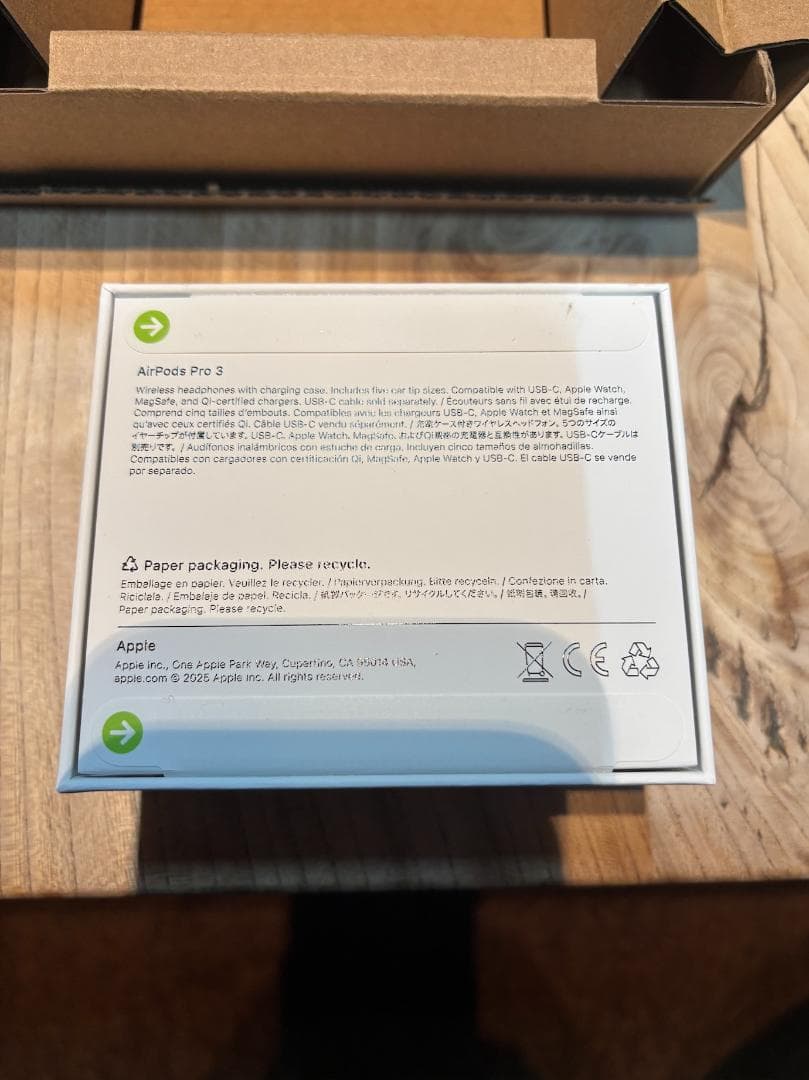 AirPods Pro 3
Wireless headphones with charging case. Includes five ear tip sizes. Compatible with USB-C, Apple Watch,
MagSafe, and Qi-certified chargers. USB-C cable sold separately. / Écouteurs sans fil avec étui de recharge.
Comprend cinq tailles d'embouts. Compatibles avec les chargeurs USB-C, Apple Watch et MagSafe ainsi
qu'avec ceux certifiés Qi. Câble USB-C vendu séparément. / 充電ケース付きワイヤレスヘッドフォン。5つのサイズの
イヤーチップが付属しています。USB-C、Apple Watch、MagSafe、およびQi規格の充電器と互換性があります。USB-Cケーブルは
別売りです。 / Audífonos inalámbricos con estuche de carga. Incluyen cinco tamaños de almohadillas.
Compatibles con cargadores con certificación Qi, MagSafe, Apple Watch y USB-C. El cable USB-C se vende
por separado.
Paper packaging. Please recycle.
Emballage en papier. Veuillez le recycler. / Papierverpackung. Bitte recyceln. / Confezione in carta.
Riciclala. / Embalaje de papel. Recicla. / 紙製パッケージです。リサイクルしてください。 / 纸制包装。请回收。 /
Paper packaging. Please recycle.
Apple
Apple Inc., One Apple Park Way, Cupertino, CA 95014 USA,
apple.com © 2025 Apple Inc. All rights reserved.
CE